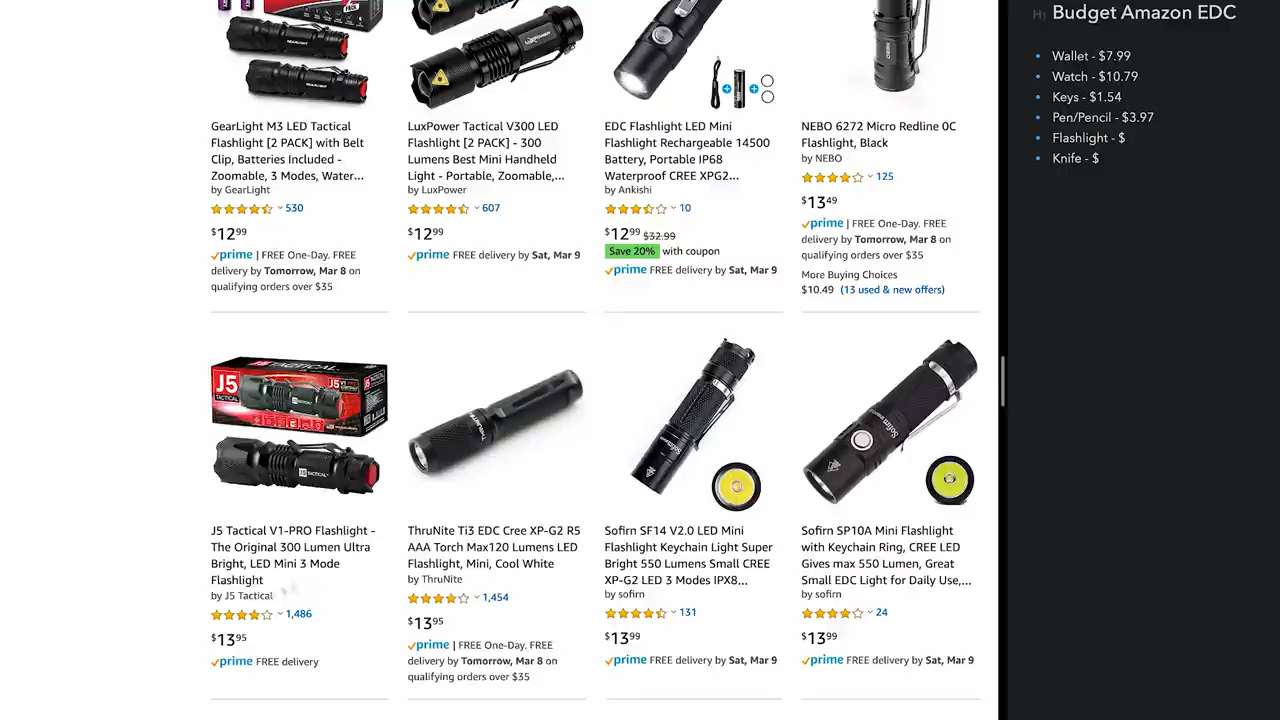 GearLight M3 LED Tactical
Flashlight [2 PACK] with Belt
Clip, Batteries Included -
Zoomable, 3 Modes, Water...
by GearLight
530
$12.99
prime | FREE One-Day. FREE
delivery by Tomorrow, Mar 8 on
qualifying orders over $35
LuxPower Tactical V300 LED
Flashlight [2 PACK] - 300
Lumens Best Mini Handheld
Light - Portable, Zoomable,...
by LuxPower
607
$12.99
prime FREE delivery by Sat, Mar 9
EDC Flashlight LED Mini
Flashlight Rechargeable 14500
Battery, Portable IP68
Waterproof CREE XPG2...
by Ankishi
10
$12.99 $32.99
Save 20% with coupon
prime FREE delivery by Sat, Mar 9
NEBO 6272 Micro Redline 0C
Flashlight, Black
by NEBO
125
$13.49
prime | FREE One-Day. FREE
delivery by Tomorrow, Mar 8 on
qualifying orders over $35
More Buying Choices
$10.49 (13 used & new offers)
J5
TACTICAL
J5 Tactical V1-PRO Flashlight -
The Original 300 Lumen Ultra
Bright, LED Mini 3 Mode
Flashlight
by J5 Tactical
1,486
$13.95
prime FREE delivery
ThruNite Ti3 EDC Cree XP-G2 R5
AAA Torch Max120 Lumens LED
Flashlight, Mini, Cool White
by ThruNite
1,454
$13.95
prime | FREE One-Day. FREE
delivery by Tomorrow, Mar 8 on
qualifying orders over $35
Sofirn SF14 V2.0 LED Mini
Flashlight Keychain Light Super
Bright 550 Lumens Small CREE
XP-G2 LED 3 Modes IPX8...
by sofirn
131
$13.99
prime FREE delivery by Sat, Mar 9
Sofirn SP10A Mini Flashlight
with Keychain Ring, CREE LED
Gives max 550 Lumen, Great
Small EDC Light for Daily Use,...
by sofirn
24
$13.99
prime FREE delivery by Sat, Mar 9
H1 Budget Amazon EDC
• Wallet - $7.99
• Watch - $10.79
• Keys - $1.54
• Pen/Pencil - $3.97
• Flashlight - $
• Knife - $